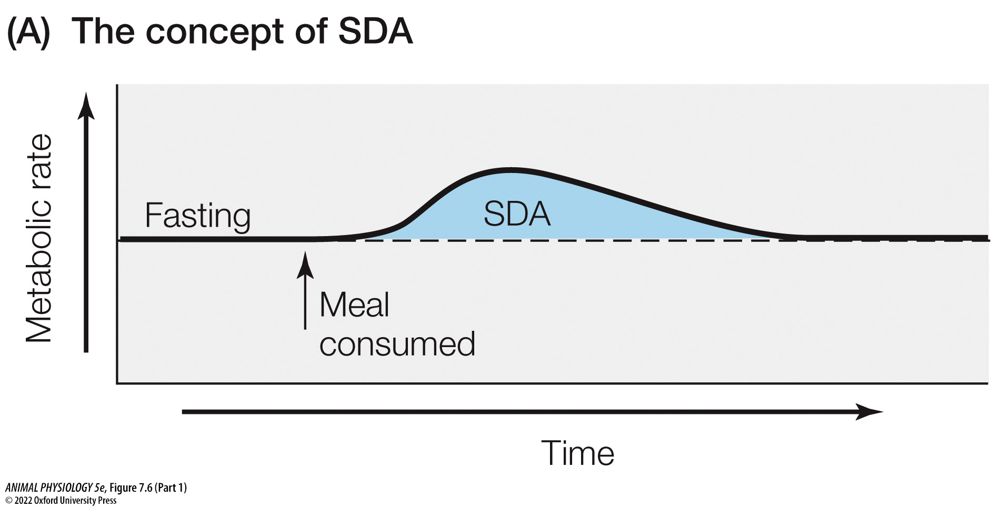 (A) The concept of SDA
Metabolic rate
Fasting
SDA
Meal
consumed
Time
ANIMAL PHYSIOLOGY 5e, Figure 7.6 (Part 1)
© 2022 Oxford University Press